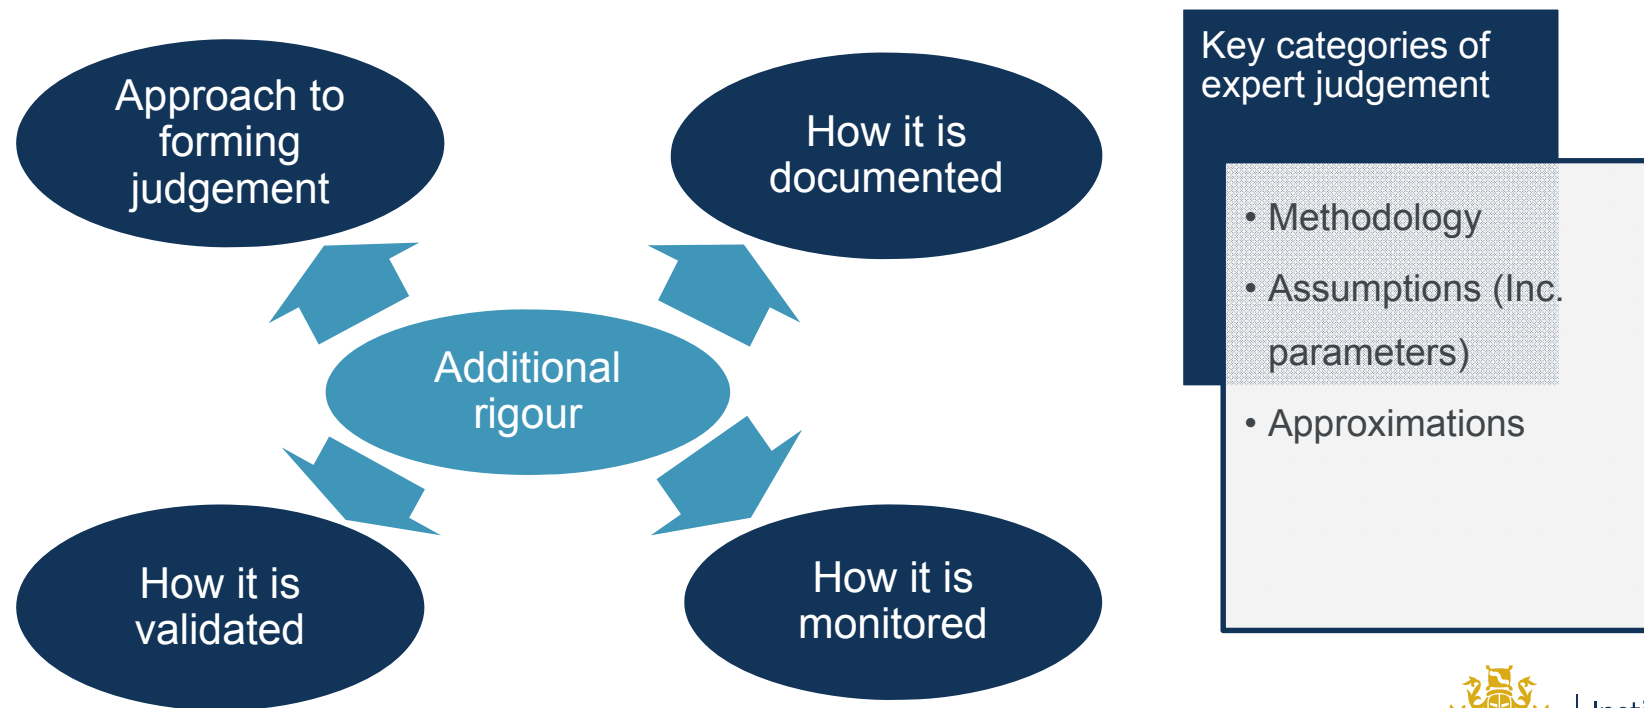 Approach to
forming
judgement
How it is
documented
Additional
rigour
How it is
validated
How it is
monitored
Key categories of
expert judgement
• Methodology
• Assumptions (Inc.
parameters)
• Approximations